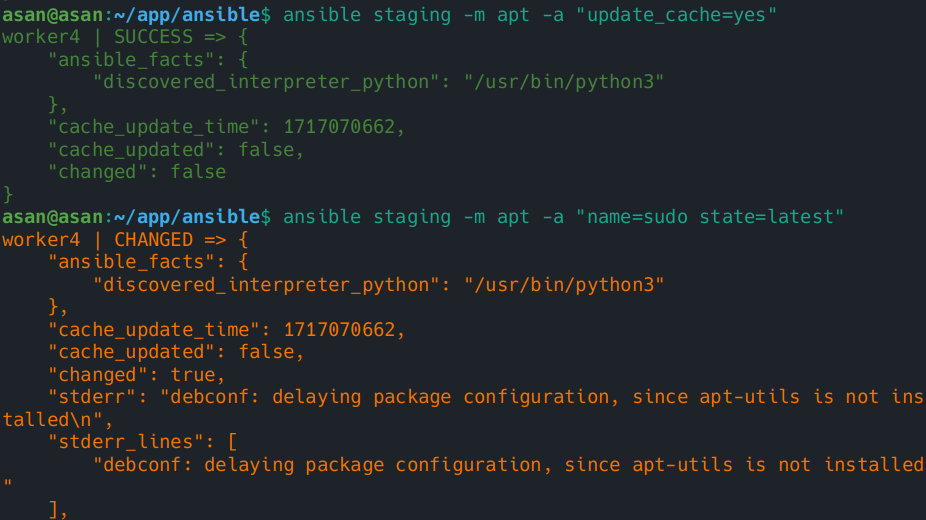 asan@asan:~/app/ansible$ ansible staging -m apt -a "update_cache=yes"
worker4 | SUCCESS => {
    "ansible_facts": {
        "discovered_interpreter_python": "/usr/bin/python3"
    },
    "cache_update_time": 1717070662,
    "cache_updated": false,
    "changed": false
}
asan@asan:~/app/ansible$ ansible staging -m apt -a "name=sudo state=latest"
worker4 | CHANGED => {
    "ansible_facts": {
        "discovered_interpreter_python": "/usr/bin/python3"
    },
    "cache_update_time": 1717070662,
    "cache_updated": false,
    "changed": true,
    "stderr": "debconf: delaying package configuration, since apt-utils is not ins
talled\n",
    "stderr_lines": [
        "debconf: delaying package configuration, since apt-utils is not installed
"
    ],